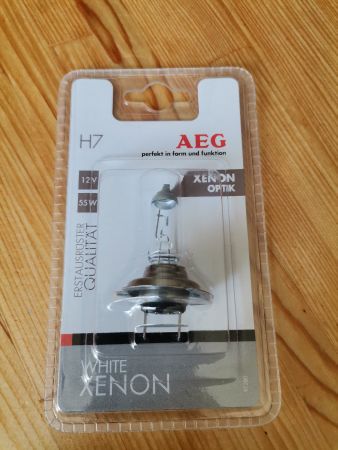 H7
AEG
perfekt in form und funktion
12V
55W
XENON
OPTIK
ERSTAUSRÜSTER
QUALITÄT
WHITE
XENON